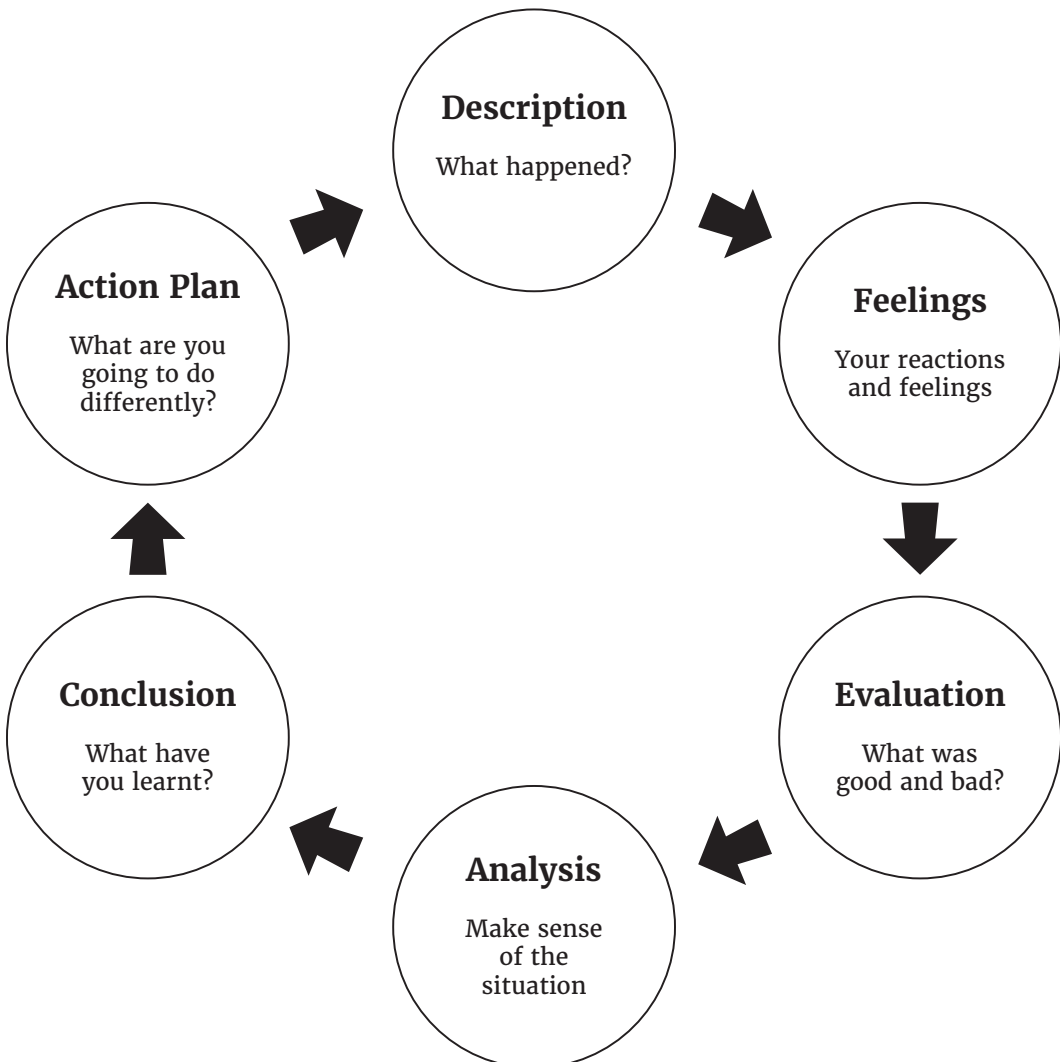 Description
What happened?
Feelings
Your reactions
and feelings
Evaluation
What was
good and bad?
Analysis
Make sense
of the
situation
Conclusion
What have
you learnt?
Action Plan
What are you
going to do
differently?